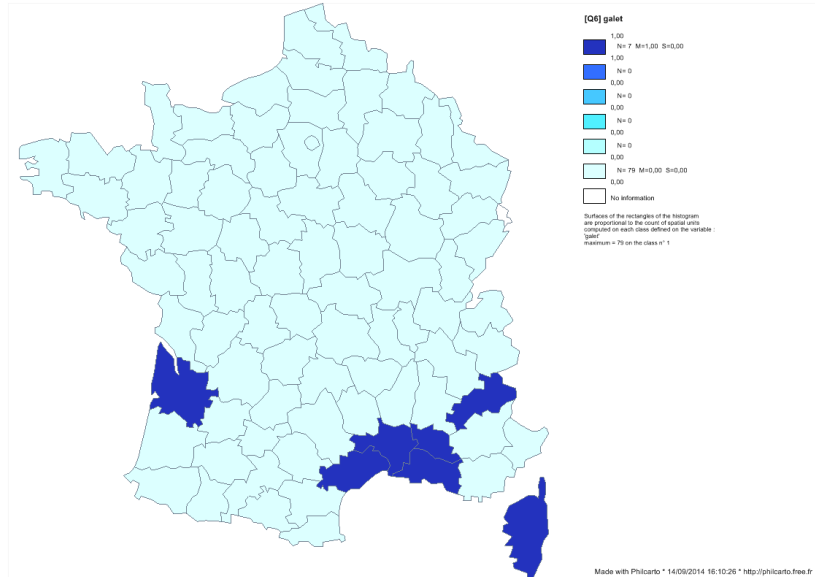 [Q6] galet
1,00
N= 7 M=1,00 S=0,00
1,00
N= 0
0,00
N= 0
0,00
N= 0
0,00
N= 0
0,00
N= 79 M=0,00 S=0,00
0,00
No information
Surfaces of the rectangles of the histogram
are proportional to the count of spatial units
computed on each class defined on the variable :
'galet'
maximum = 79 on the class n° 1
Made with Philcarto * 14/09/2014 16:10:26 * http://philcarto.free.fr